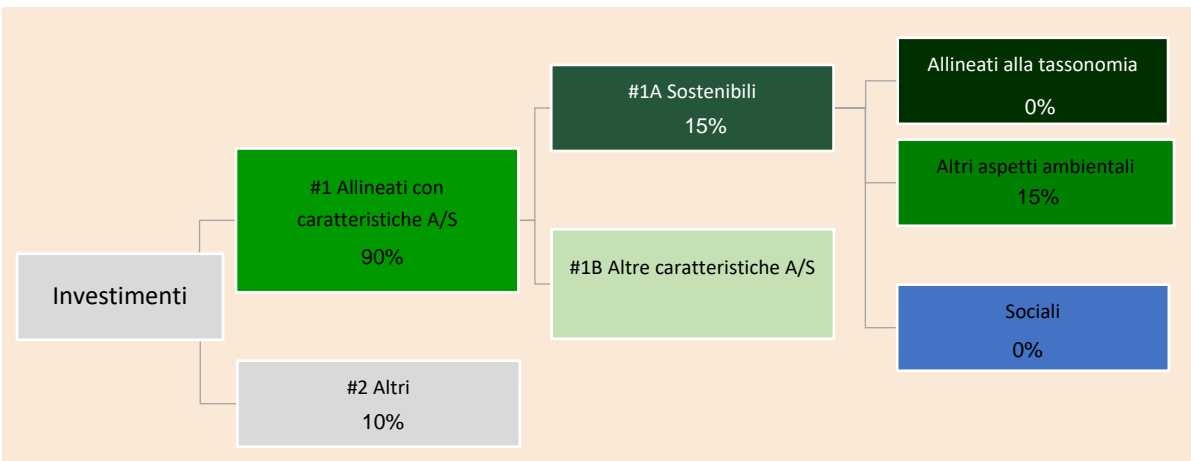 Investimenti
#1 Allineati con
caratteristiche A/S
90%
#2 Altri
10%
#1A Sostenibili
15%
#1B Altre caratteristiche A/S
Allineati alla tassonomia
0%
Altri aspetti ambientali
15%
Sociali
0%